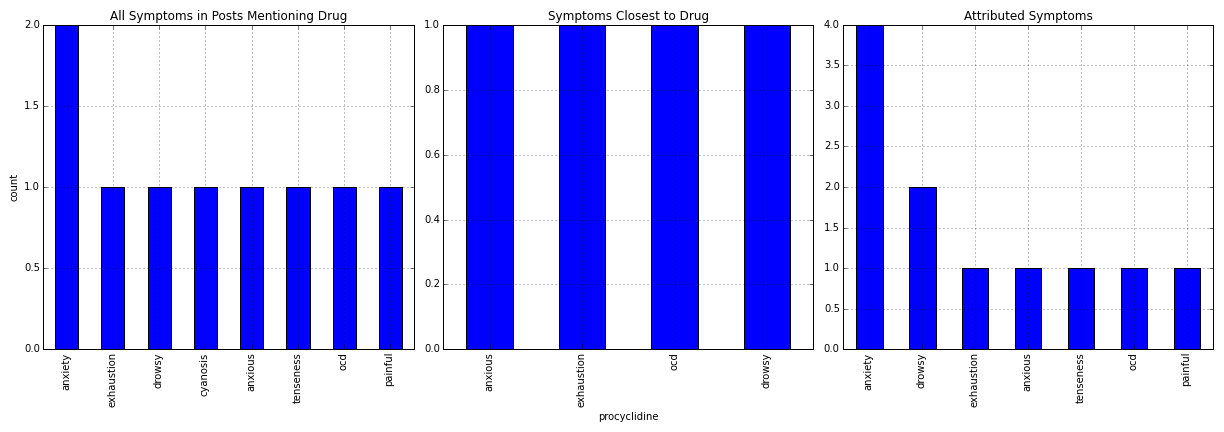 All Symptoms in Posts Mentioning Drug
2.0
1.5
1.0
0.5
0.0
count
anxiety
exhaustion
drowsy
cyanosis
anxious
tenseness
ocd
painful
Symptoms Closest to Drug
1.0
0.8
0.6
0.4
0.2
0.0
anxious
exhaustion
ocd
drowsy
procyclidine
Attributed Symptoms
4.0
3.5
3.0
2.5
2.0
1.5
1.0
0.5
0.0
anxiety
drowsy
exhaustion
anxious
tenseness
ocd
painful